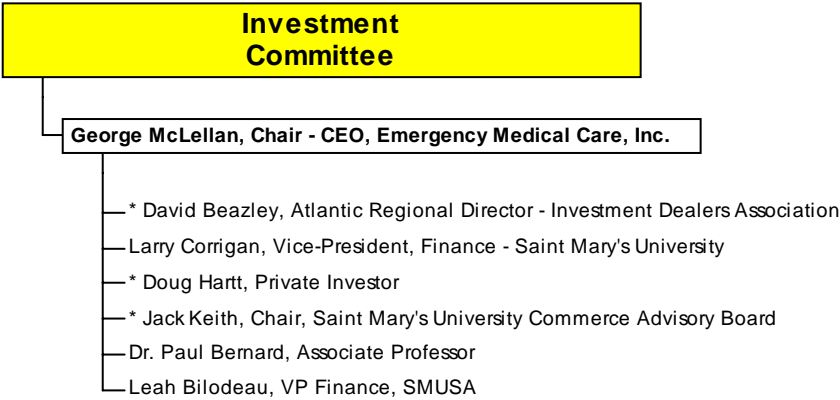 Investment
Committee
George McLellan, Chair - CEO, Emergency Medical Care, Inc.
* David Beazley, Atlantic Regional Director - Investment Dealers Association
Larry Corrigan, Vice-President, Finance - Saint Mary's University
* Doug Hartt, Private Investor
* Jack Keith, Chair, Saint Mary's University Commerce Advisory Board
Dr. Paul Bernard, Associate Professor
Leah Bilodeau, VP Finance, SMUSA